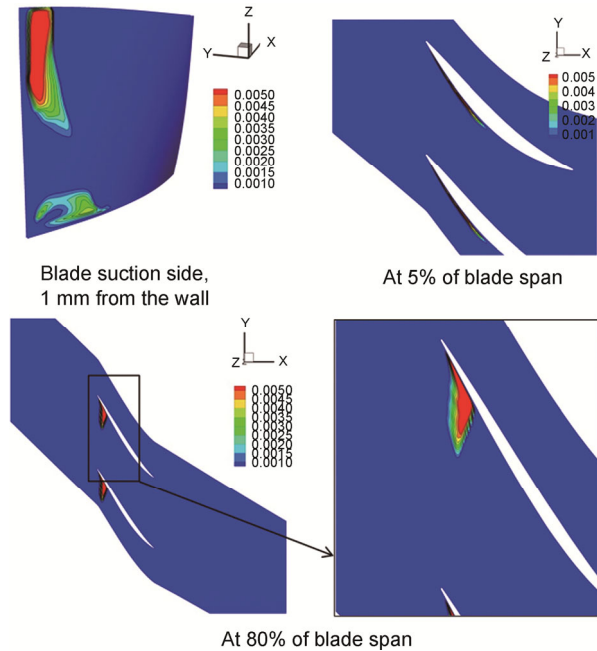 Z
Y
X
0.0050
0.0045
0.0040
0.0035
0.0030
0.0025
0.0020
0.0015
0.0010
Blade suction side,
1 mm from the wall
Y
Z
X
0.005
0.004
0.003
0.002
0.001
At 5% of blade span
Y
Z
X
0.0050
0.0045
0.0040
0.0035
0.0030
0.0025
0.0020
0.0015
0.0010
At 80% of blade span